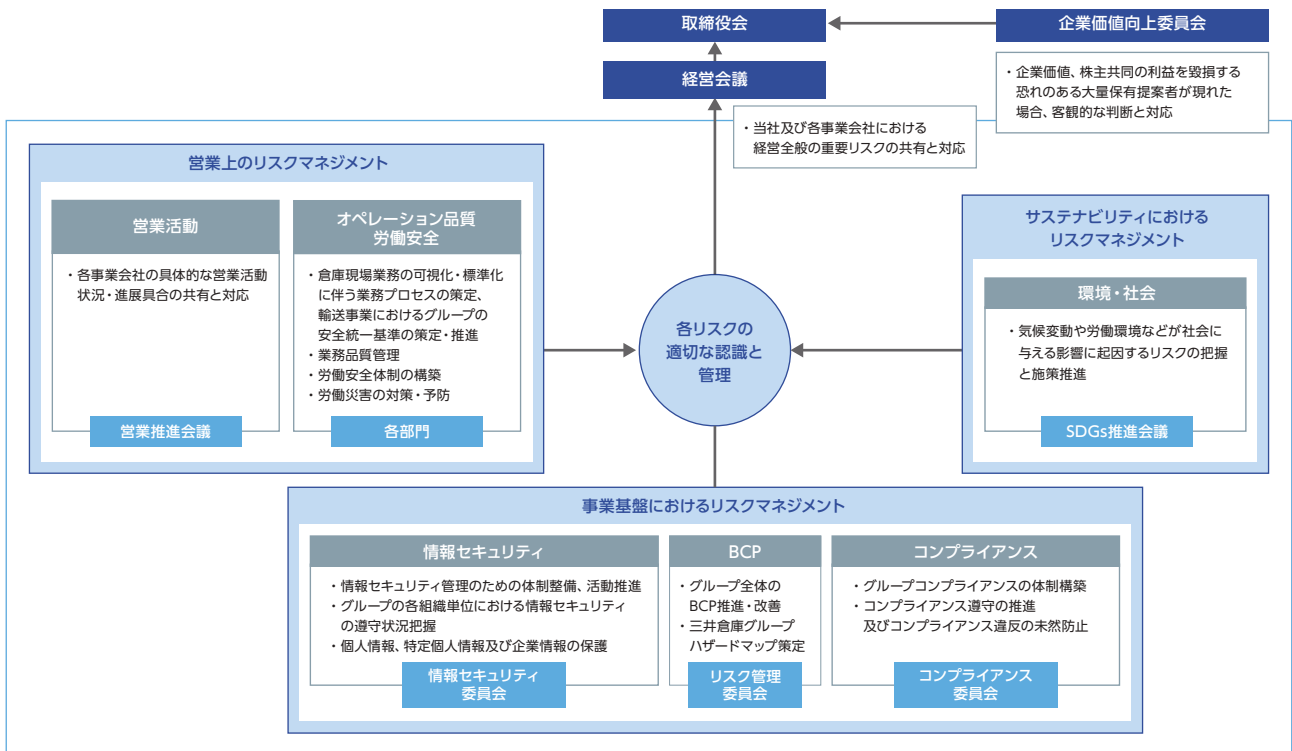 取締役会
企業価値向上委員会
経営会議
・企業価値、株主共同の利益を毀損する
恐れのある大量保有提案者が現れた
場合、客観的な判断と対応
・当社及び各事業会社における
経営全般の重要リスクの共有と対応
営業上のリスクマネジメント
営業活動
・各事業会社の具体的な営業活動
状況・進展具合の共有と対応
営業推進会議
オペレーション品質
労働安全
・倉庫現場業務の可視化・標準化
に伴う業務プロセスの策定、
輸送事業におけるグループの
安全統一基準の策定・推進
・業務品質管理
・労働安全体制の構築
・労働災害の対策・予防
各部門
各リスクの
適切な認識と
管理
サステナビリティにおける
リスクマネジメント
環境・社会
・気候変動や労働環境などが社会に
与える影響に起因するリスクの把握
と施策推進
SDGs推進会議
事業基盤におけるリスクマネジメント
情報セキュリティ
・情報セキュリティ管理のための体制整備、活動推進
・グループの各組織単位における情報セキュリティ
の遵守状況把握
・個人情報、特定個人情報及び企業情報の保護
情報セキュリティ
委員会
BCP
・グループ全体の
BCP推進・改善
・三井倉庫グループ
ハザードマップ策定
リスク管理
委員会
コンプライアンス
・グループコンプライアンスの体制構築
・コンプライアンス遵守の推進
及びコンプライアンス違反の未然防止
コンプライアンス
委員会